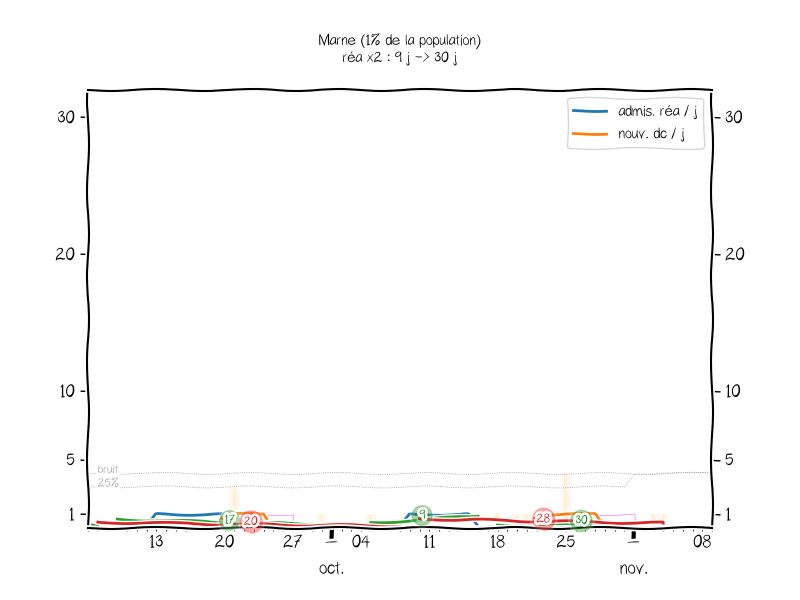 Marne (1% de la population)
réa x2 : 9 j -> 30 j
admis. réa / j
nouv. dc / j
30 30
20 20
10 10
5 5
bruit
25%
1 1
17 20 9 28 30
13 20 27 04 11 18 25 08
oct. nov.